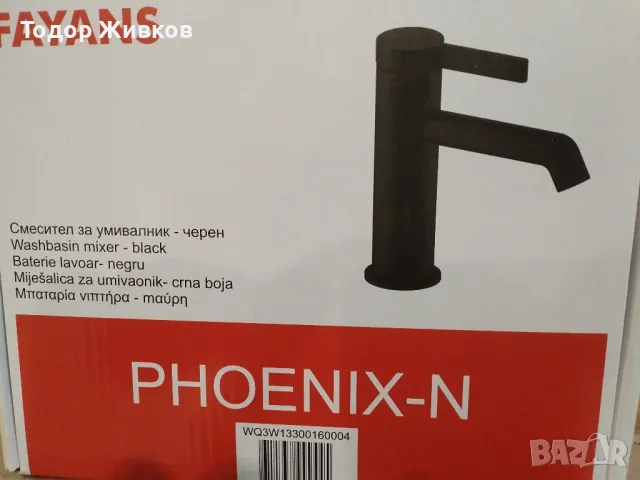 Тодор Живков
FAYANS
Смесител за умивалник - черен
Washbasin mixer - black
Baterie lavoar- negru
Miješalica za umivaonik- crna boja
Μπαταρία νιπτήρα - μαύρη
PHOENIX-N
WQ3W13300160004
BAZAR